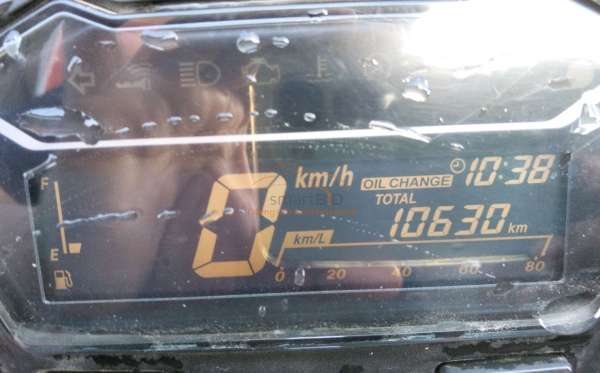 km/h OIL CHANGE 10:38
F TOTAL
0 10630 km
km/L
E
0 20 40 60 80